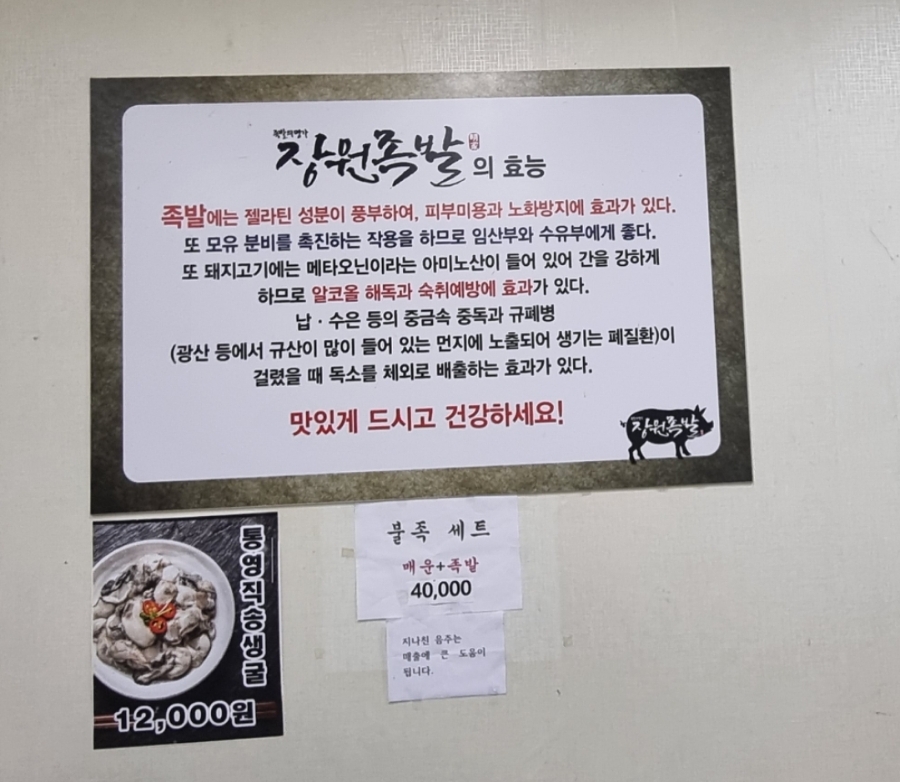 족발의명가
장원족발의 효능
족발에는 젤라틴 성분이 풍부하여, 피부미용과 노화방지에 효과가 있다.
또 모유 분비를 촉진하는 작용을 하므로 임산부와 수유부에게 좋다.
또 돼지고기에는 메타오닌이라는 아미노산이 들어 있어 간을 강하게
하므로 알코올 해독과 숙취예방에 효과가 있다.
납 · 수은 등의 중금속 중독과 규폐병
(광산 등에서 규산이 많이 들어 있는 먼지에 노출되어 생기는 폐질환)이
걸렸을 때 독소를 체외로 배출하는 효과가 있다.
맛있게 드시고 건강하세요!
장원족발
통영직송생굴
12,000원
불족 세트
매운+족발
40,000
지나친 음주는
매출에 큰 도움이
됩니다.